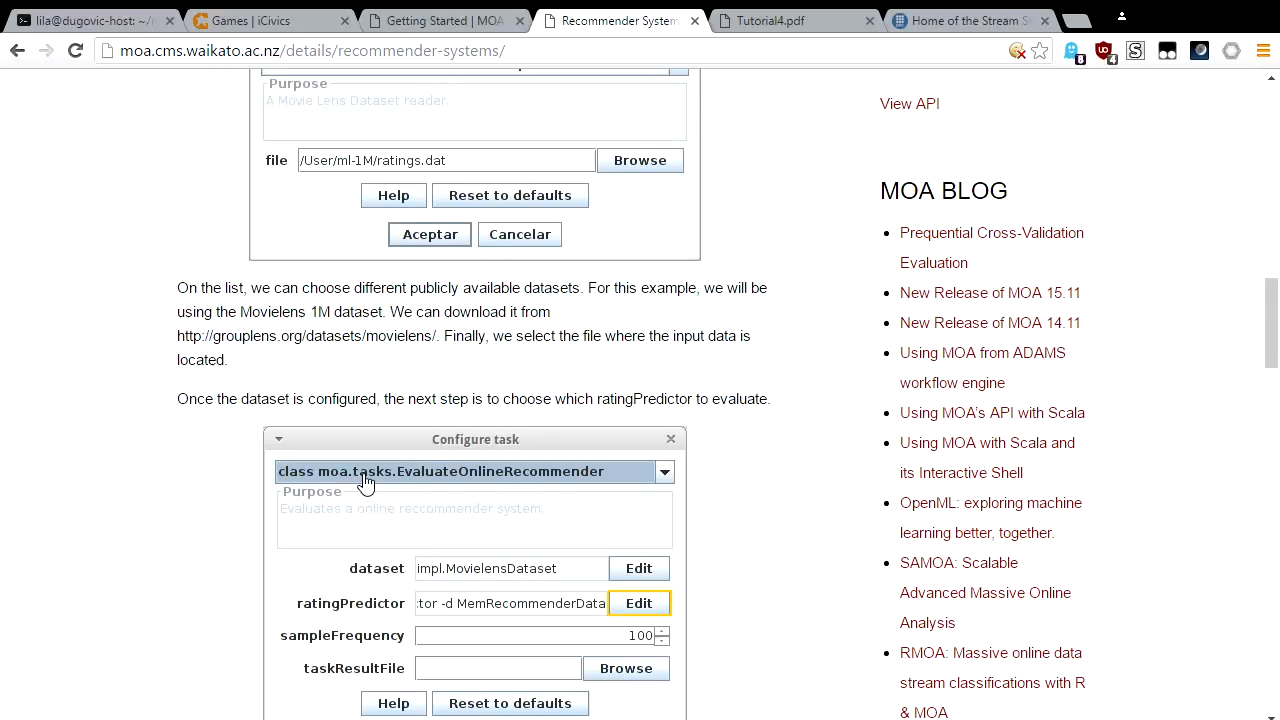 lila@dugovic-host: ~/
Games | iCivics
Getting Started | MOA
Recommender System
Tutorial4.pdf
Home of the Stream S
moa.cms.waikato.ac.nz/details/recommender-systems/
8
4
Purpose
A Movie Lens Dataset reader.
file
/User/ml-1M/ratings.dat
Browse
Help
Reset to defaults
Aceptar
Cancelar
On the list, we can choose different publicly available datasets. For this example, we will be
using the Movielens 1M dataset. We can download it from
http://grouplens.org/datasets/movielens/. Finally, we select the file where the input data is
located.
Once the dataset is configured, the next step is to choose which ratingPredictor to evaluate.
Configure task
class moa.tasks.EvaluateOnlineRecommender
Purpose
Evaluates a online reccommender system.
dataset
impl.MovielensDataset
Edit
ratingPredictor
:tor -d MemRecommenderData
Edit
sampleFrequency
100
taskResultFile
Browse
Help
Reset to defaults
View API
MOA BLOG
Prequential Cross-Validation
Evaluation
New Release of MOA 15.11
New Release of MOA 14.11
Using MOA from ADAMS
workflow engine
Using MOA's API with Scala
Using MOA with Scala and
its Interactive Shell
OpenML: exploring machine
learning better, together.
SAMOA: Scalable
Advanced Massive Online
Analysis
RMOA: Massive online data
stream classifications with R
& MOA